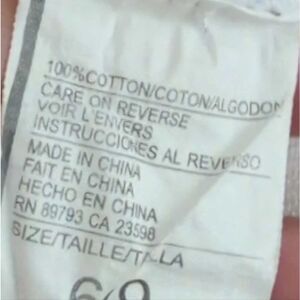 100%COTTON/COTON/ALGODON
CARE ON REVERSE
VOIR L'ENVERS
INSTRUCCIONES AL REVERSO
MADE IN CHINA
FAIT EN CHINA
HECHO EN CHINA
RN 89793 CA 23598
SIZE/TAILLE/TALLA